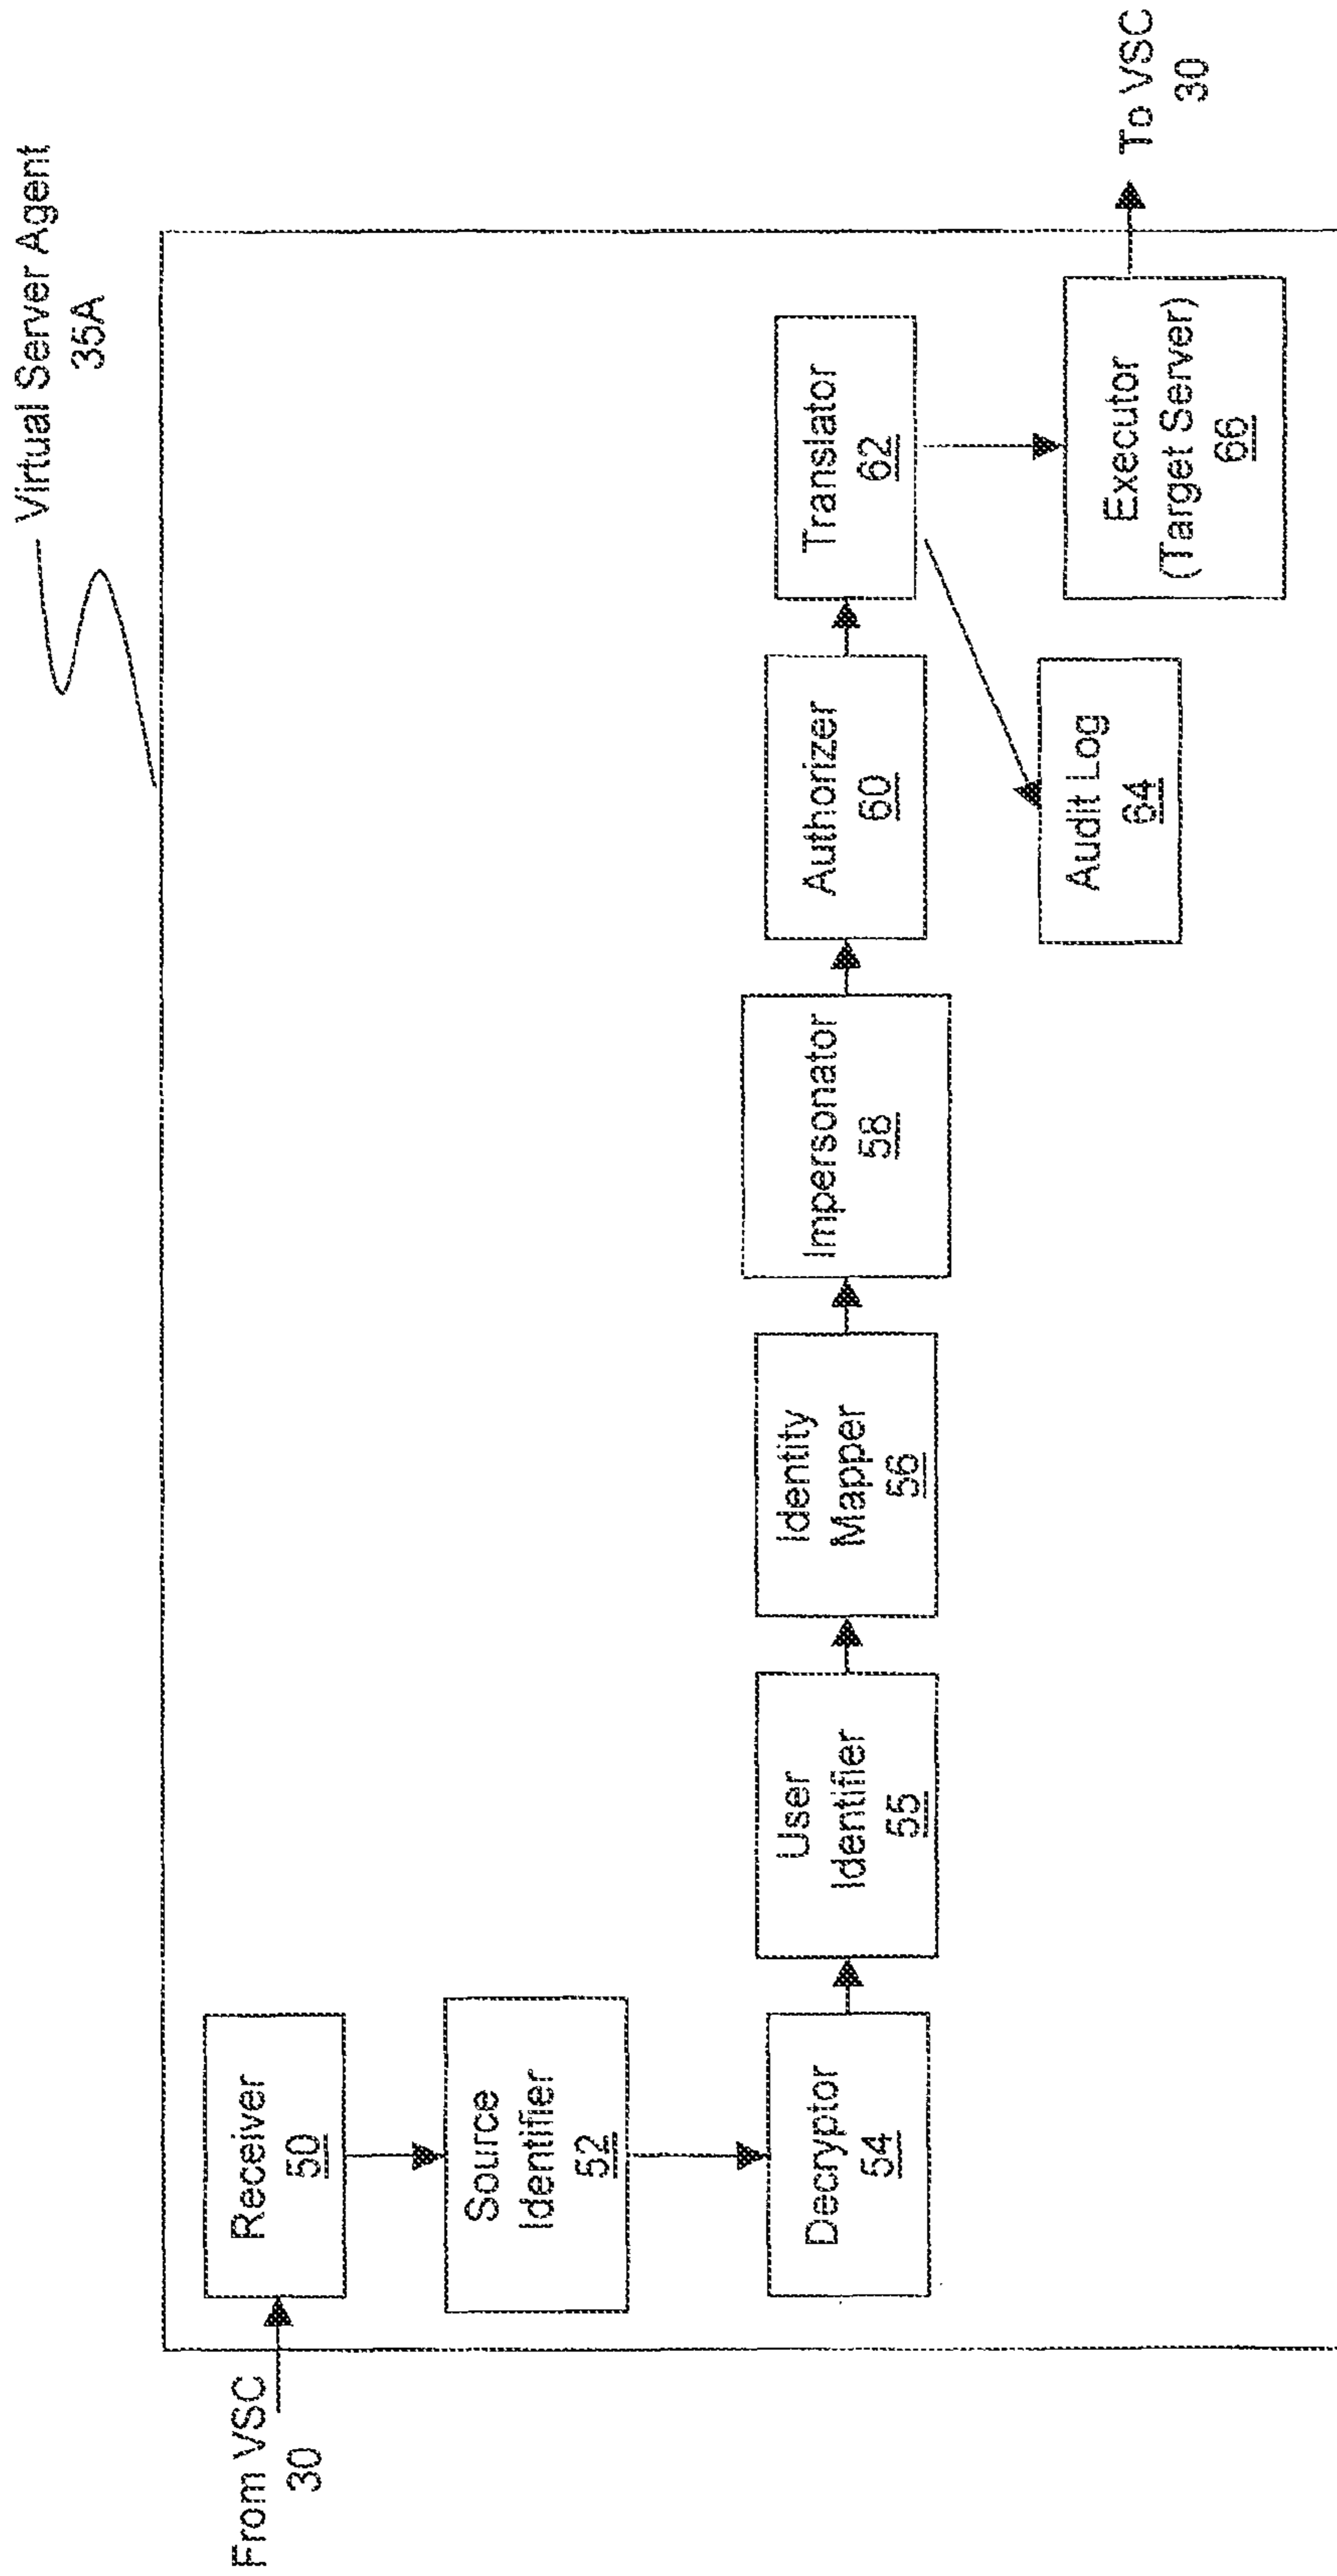 Virtual Server Agent
35A
From VSC
30
Receiver
50
Source
Identifier
52
Decryptor
54
User
Identifier
55
Identity
Mapper
56
Impersonator
58
Authorizer
60
Translator
62
Audit Log
64
Executor
(Target Server)
66
To VSC
30